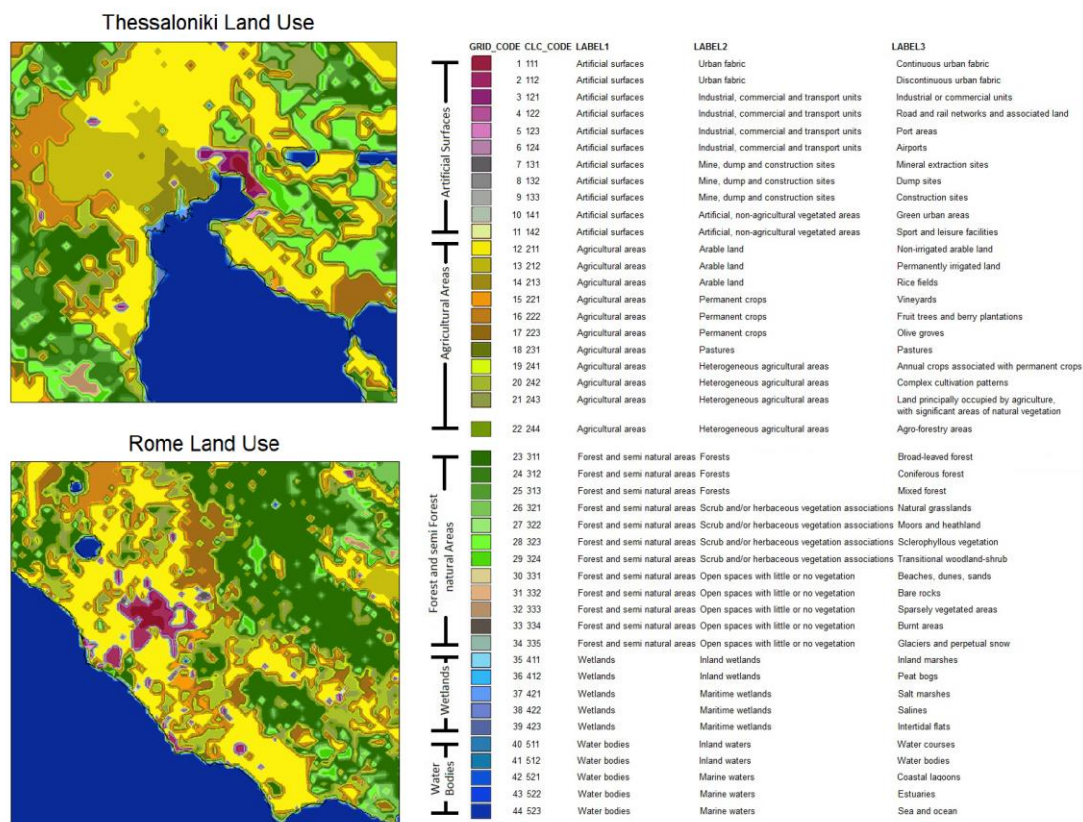 Thessaloniki Land Use
Rome Land Use
Artificial Surfaces
Agricultural Areas
Forest and semi Forest
natural Areas
Wetlands
Water
Bodies
GRID_CODE CLC_CODE LABEL1 LABEL2 LABEL3
1 111 Artificial surfaces Urban fabric Continuous urban fabric
2 112 Artificial surfaces Urban fabric Discontinuous urban fabric
3 121 Artificial surfaces Industrial, commercial and transport units Industrial or commercial units
4 122 Artificial surfaces Industrial, commercial and transport units Road and rail networks and associated land
5 123 Artificial surfaces Industrial, commercial and transport units Port areas
6 124 Artificial surfaces Industrial, commercial and transport units Airports
7 131 Artificial surfaces Mine, dump and construction sites Mineral extraction sites
8 132 Artificial surfaces Mine, dump and construction sites Dump sites
9 133 Artificial surfaces Mine, dump and construction sites Construction sites
10 141 Artificial surfaces Artificial, non-agricultural vegetated areas Green urban areas
11 142 Artificial surfaces Artificial, non-agricultural vegetated areas Sport and leisure facilities
12 211 Agricultural areas Arable land Non-irrigated arable land
13 212 Agricultural areas Arable land Permanently irrigated land
14 213 Agricultural areas Arable land Rice fields
15 221 Agricultural areas Permanent crops Vineyards
16 222 Agricultural areas Permanent crops Fruit trees and berry plantations
17 223 Agricultural areas Permanent crops Olive groves
18 231 Agricultural areas Pastures Pastures
19 241 Agricultural areas Heterogeneous agricultural areas Annual crops associated with permanent crops
20 242 Agricultural areas Heterogeneous agricultural areas Complex cultivation patterns
21 243 Agricultural areas Heterogeneous agricultural areas Land principally occupied by agriculture,
with significant areas of natural vegetation
22 244 Agricultural areas Heterogeneous agricultural areas Agro-forestry areas
23 311 Forest and semi natural areas Forests Broad-leaved forest
24 312 Forest and semi natural areas Forests Coniferous forest
25 313 Forest and semi natural areas Forests Mixed forest
26 321 Forest and semi natural areas Scrub and/or herbaceous vegetation associations Natural grasslands
27 322 Forest and semi natural areas Scrub and/or herbaceous vegetation associations Moors and heathland
28 323 Forest and semi natural areas Scrub and/or herbaceous vegetation associations Sclerophyllous vegetation
29 324 Forest and semi natural areas Scrub and/or herbaceous vegetation associations Transitional woodland-shrub
30 331 Forest and semi natural areas Open spaces with little or no vegetation Beaches, dunes, sands
31 332 Forest and semi natural areas Open spaces with little or no vegetation Bare rocks
32 333 Forest and semi natural areas Open spaces with little or no vegetation Sparsely vegetated areas
33 334 Forest and semi natural areas Open spaces with little or no vegetation Burnt areas
34 335 Forest and semi natural areas Open spaces with little or no vegetation Glaciers and perpetual snow
35 411 Wetlands Inland wetlands Inland marshes
36 412 Wetlands Inland wetlands Peat bogs
37 421 Wetlands Maritime wetlands Salt marshes
38 422 Wetlands Maritime wetlands Salines
39 423 Wetlands Maritime wetlands Intertidal flats
40 511 Water bodies Inland waters Water courses
41 512 Water bodies Inland waters Water bodies
42 521 Water bodies Marine waters Coastal lagoons
43 522 Water bodies Marine waters Estuaries
44 523 Water bodies Marine waters Sea and ocean